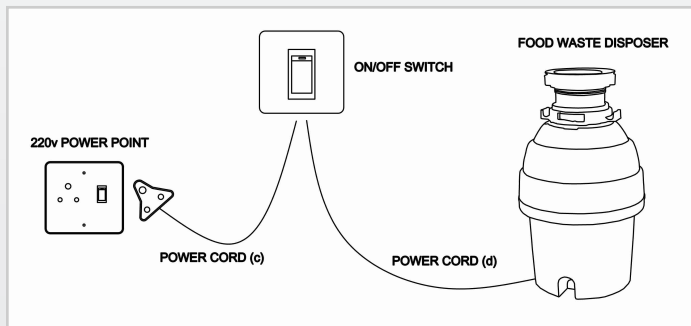 FOOD WASTE DISPOSER
ON/OFF SWITCH
220v POWER POINT
POWER CORD (c)
POWER CORD (d)